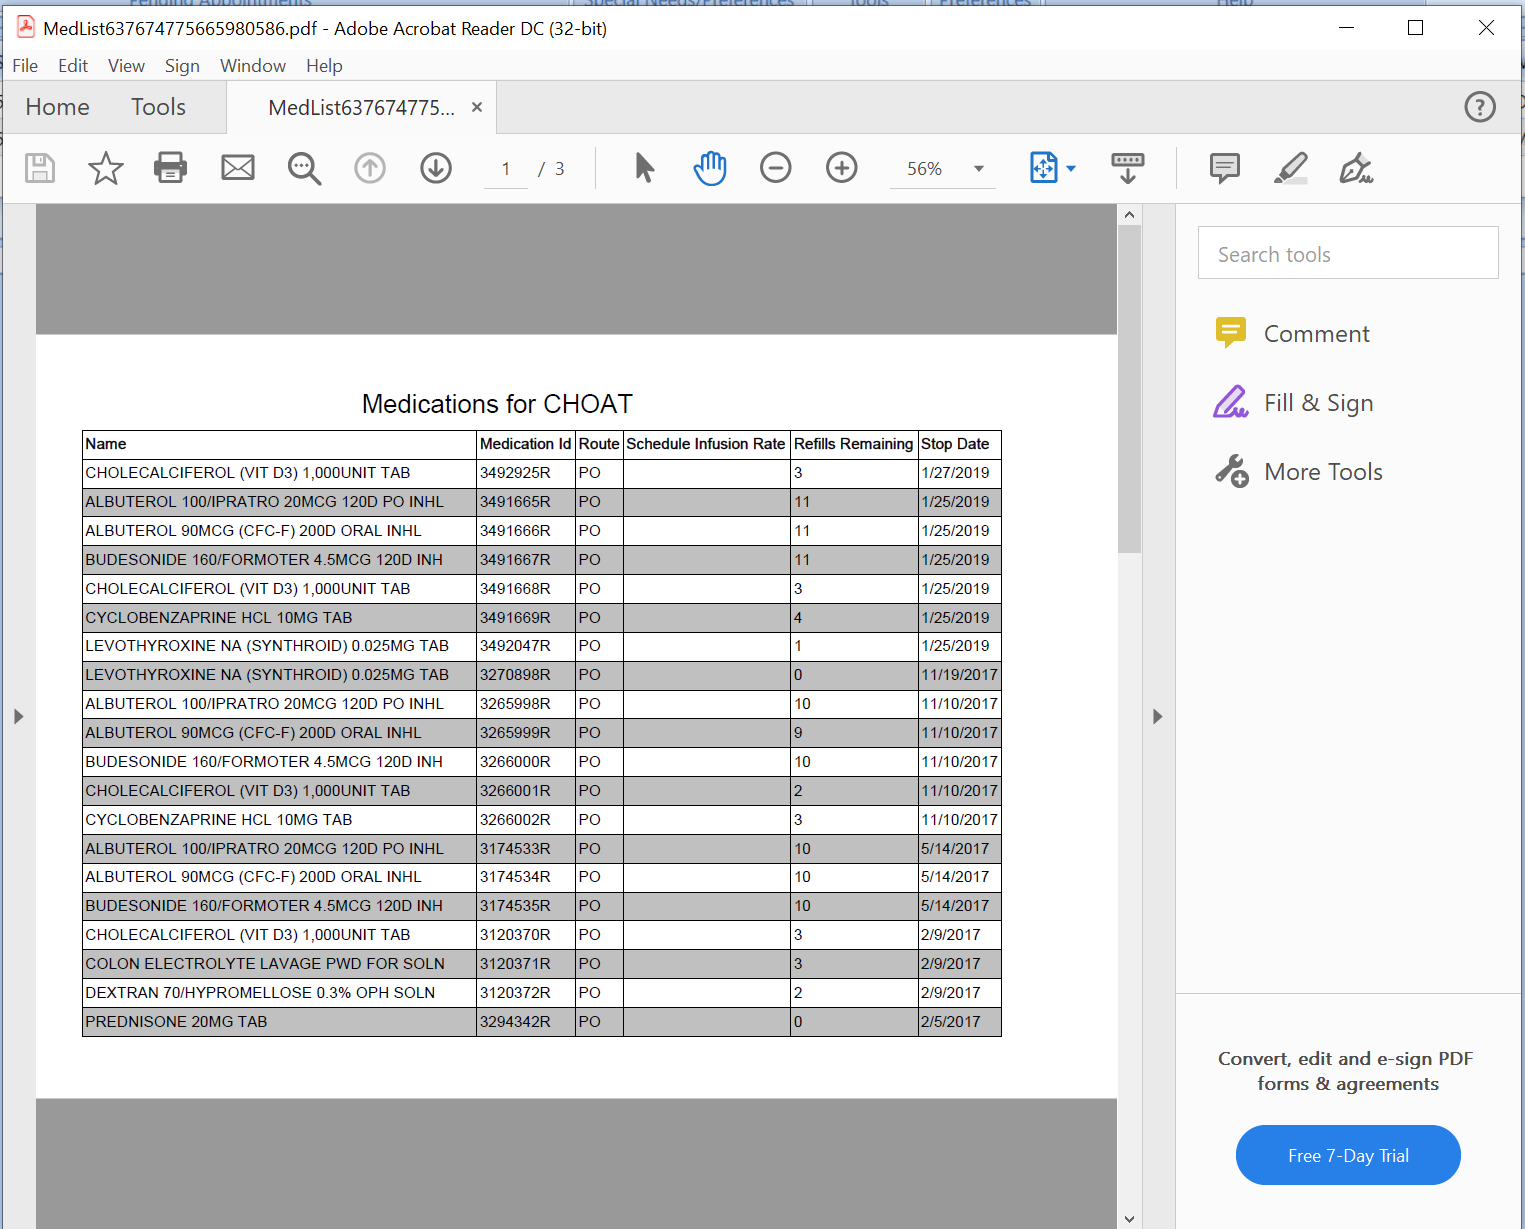 Pending Appointments Special Needs/Preferences Tools Preferences Help
MedList637674775665980586.pdf - Adobe Acrobat Reader DC (32-bit)
File Edit View Sign Window Help
Home Tools MedList637674775... ×
1 / 3 56%
Search tools
Comment
Fill & Sign
More Tools
Medications for CHOAT
Name Medication Id Route Schedule Infusion Rate Refills Remaining Stop Date
CHOLECALCIFEROL (VIT D3) 1,000UNIT TAB 3492925R PO 3 1/27/2019
ALBUTEROL 100/IPRATRO 20MCG 120D PO INHL 3491665R PO 11 1/25/2019
ALBUTEROL 90MCG (CFC-F) 200D ORAL INHL 3491666R PO 11 1/25/2019
BUDESONIDE 160/FORMOTER 4.5MCG 120D INH 3491667R PO 11 1/25/2019
CHOLECALCIFEROL (VIT D3) 1,000UNIT TAB 3491668R PO 3 1/25/2019
CYCLOBENZAPRINE HCL 10MG TAB 3491669R PO 4 1/25/2019
LEVOTHYROXINE NA (SYNTHROID) 0.025MG TAB 3492047R PO 1 1/25/2019
LEVOTHYROXINE NA (SYNTHROID) 0.025MG TAB 3270898R PO 0 11/19/2017
ALBUTEROL 100/IPRATRO 20MCG 120D PO INHL 3265998R PO 10 11/10/2017
ALBUTEROL 90MCG (CFC-F) 200D ORAL INHL 3265999R PO 9 11/10/2017
BUDESONIDE 160/FORMOTER 4.5MCG 120D INH 3266000R PO 10 11/10/2017
CHOLECALCIFEROL (VIT D3) 1,000UNIT TAB 3266001R PO 2 11/10/2017
CYCLOBENZAPRINE HCL 10MG TAB 3266002R PO 3 11/10/2017
ALBUTEROL 100/IPRATRO 20MCG 120D PO INHL 3174533R PO 10 5/14/2017
ALBUTEROL 90MCG (CFC-F) 200D ORAL INHL 3174534R PO 10 5/14/2017
BUDESONIDE 160/FORMOTER 4.5MCG 120D INH 3174535R PO 10 5/14/2017
CHOLECALCIFEROL (VIT D3) 1,000UNIT TAB 3120370R PO 3 2/9/2017
COLON ELECTROLYTE LAVAGE PWD FOR SOLN 3120371R PO 3 2/9/2017
DEXTRAN 70/HYPROMELLOSE 0.3% OPH SOLN 3120372R PO 2 2/9/2017
PREDNISONE 20MG TAB 3294342R PO 0 2/5/2017
Convert, edit and e-sign PDF
forms & agreements
Free 7-Day Trial